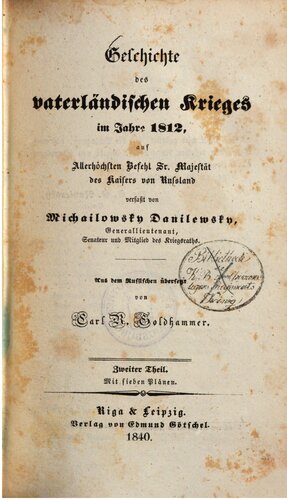 Geschichte
des
vaterländischen Krieges
im Jahre 1812,
auf
Allerhöchsten Befehl Sr. Majestät
des Kaisers von Russland
verfaßt von
Michailowsky Danilewsky,
Generallieutenant,
Senateur und Mitglied des Kriegsraths.
Aus dem Russischen übersetzt
von
Carl R. Goldhammer.
Bibliothek
Zweiter Theil.
Mit sieben Plänen.
Riga & Leipzig.
Verlag von Edmund Götschel.
1840.